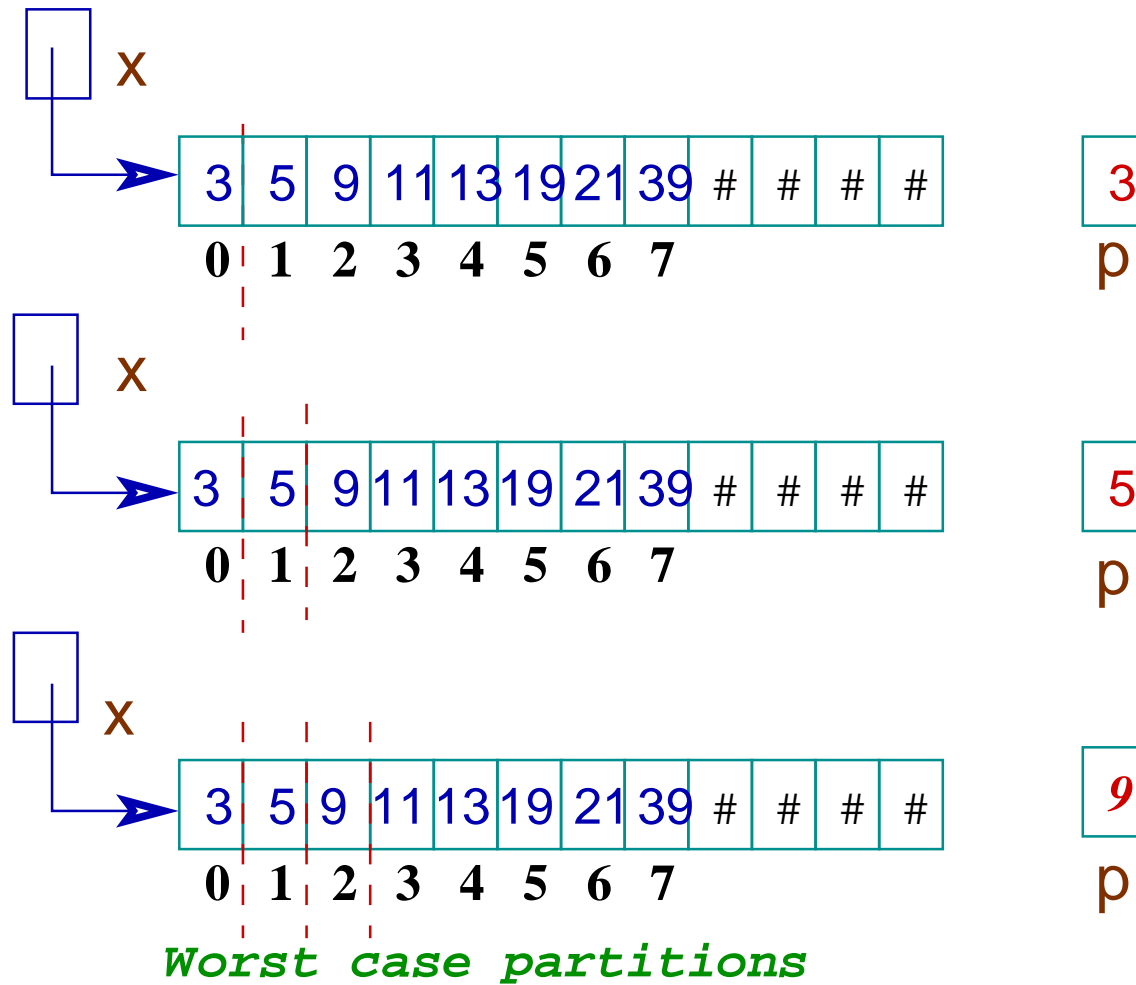 x
3 5 9 11 13 19 21 39 # # # # 3
0 1 2 3 4 5 6 7 p
x
3 5 9 11 13 19 21 39 # # # # 5
0 1 2 3 4 5 6 7 p
x
3 5 9 11 13 19 21 39 # # # # 9
0 1 2 3 4 5 6 7 p
Worst case partitions